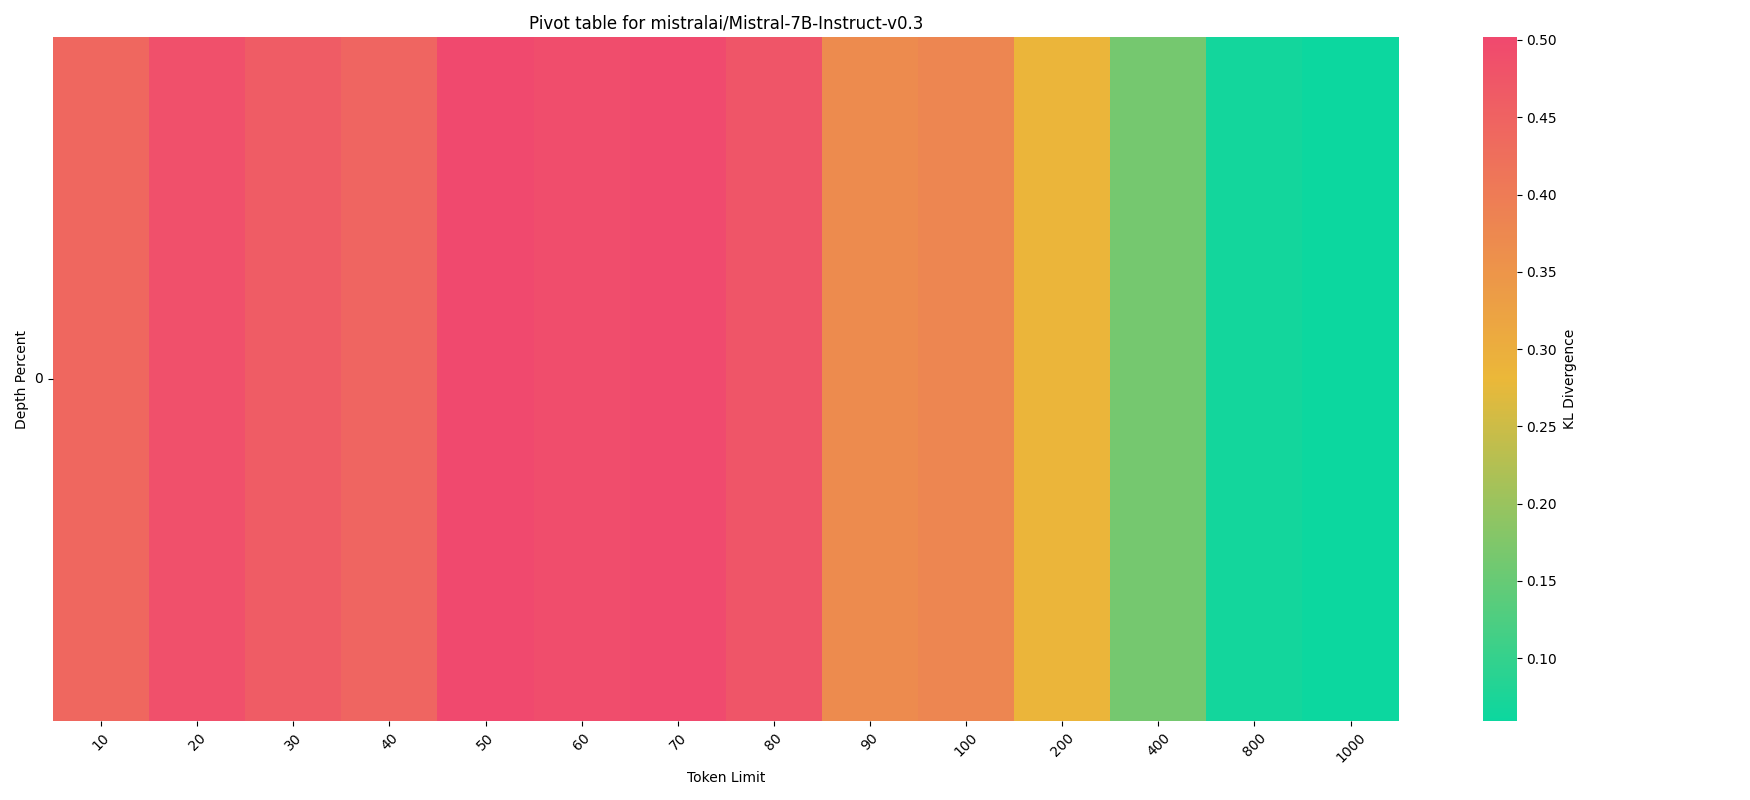 Pivot table for mistralai/Mistral-7B-Instruct-v0.3
Depth Percent
0
10 20 30 40 50 60 70 80 90 100 200 400 800 1000
Token Limit
0.50
0.45
0.40
0.35
0.30
0.25
0.20
0.15
0.10
KL Divergence